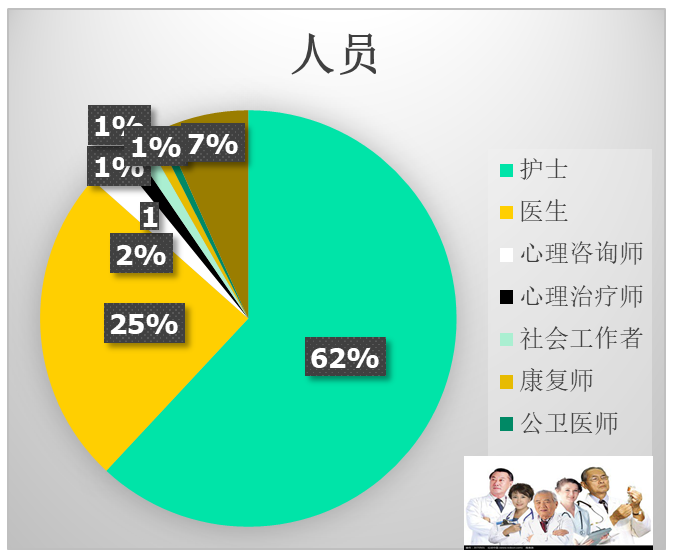 人员
1%
1%
7%
1%
1
2%
25%
62%
护士
医生
心理咨询师
心理治疗师
社会工作者
康复师
公卫医师